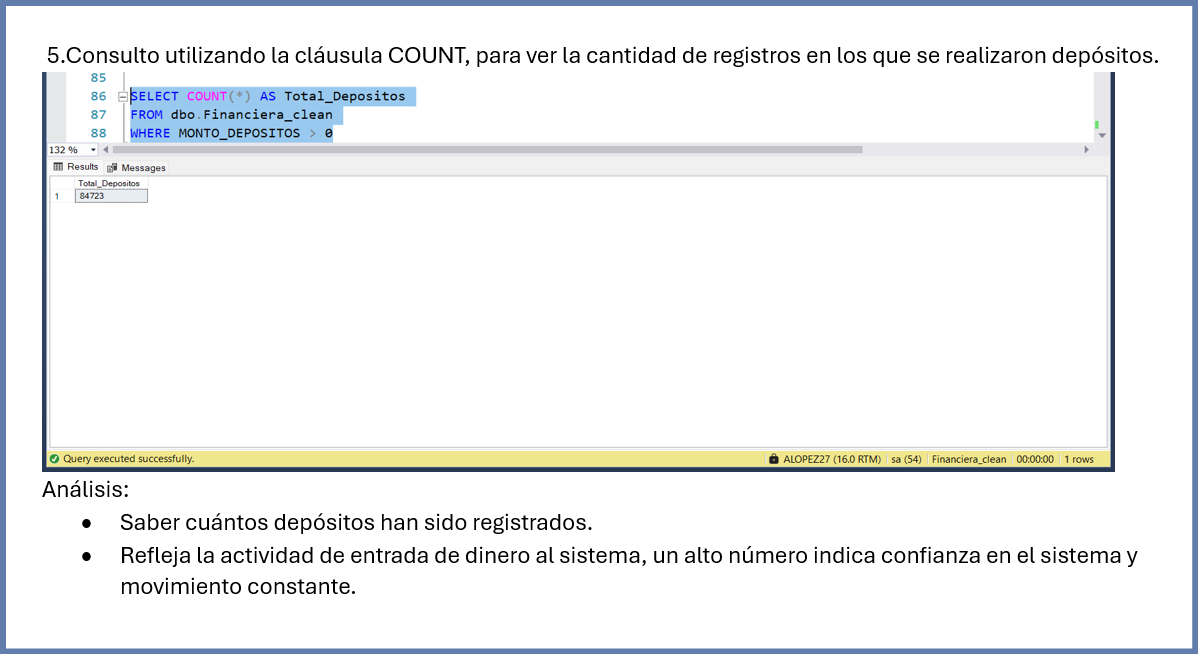 5.Consulto utilizando la cláusula COUNT, para ver la cantidad de registros en los que se realizaron depósitos.
85
86 SELECT COUNT(*) AS Total_Depositos
87 FROM dbo.Financiera_clean
88 WHERE MONTO_DEPOSITOS > 0
132 %
Results Messages
Total_Depositos
1 84723
Query executed successfully. ALOPEZ27 (16.0 RTM) sa (54) Financiera_clean 00:00:00 1 rows
Análisis:
● Saber cuántos depósitos han sido registrados.
● Refleja la actividad de entrada de dinero al sistema, un alto número indica confianza en el sistema y
movimiento constante.